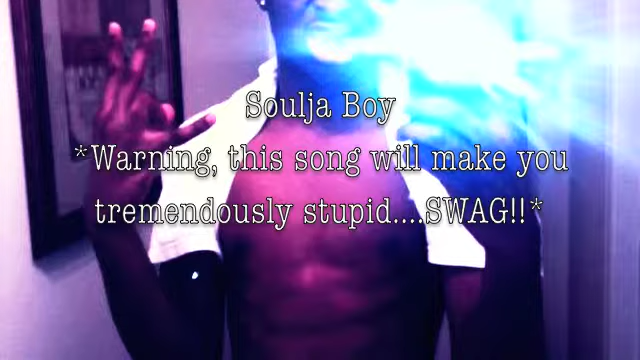 Soulja Boy
*Warning, this song will make you
tremendously stupid....SWAG!!*